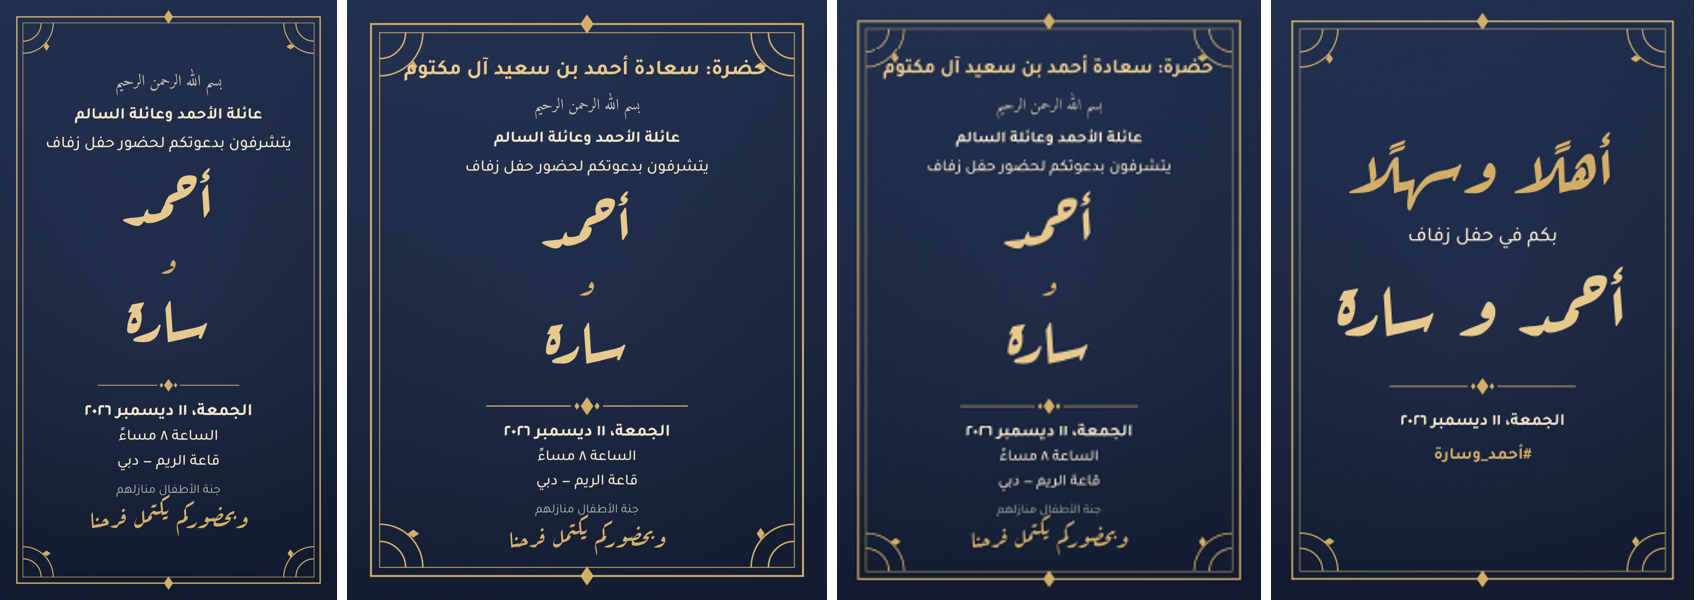 بسم الله الرحمن الرحيم
عائلة الأحمد وعائلة السالم
يتشرفون بدعوتكم لحضور حفل زفاف
أحمد
و
سارة
الجمعة، ١١ ديسمبر ٢٠٢٦
الساعة ٨ مساءً
قاعة الريم – دبي
جنة الأطفال منازلهم
وبحضوركم يكتمل فرحنا
حضرة: سعادة أحمد بن سعيد آل مكتوم
بسم الله الرحمن الرحيم
عائلة الأحمد وعائلة السالم
يتشرفون بدعوتكم لحضور حفل زفاف
أحمد
و
سارة
الجمعة، ١١ ديسمبر ٢٠٢٦
الساعة ٨ مساءً
قاعة الريم – دبي
جنة الأطفال منازلهم
وبحضوركم يكتمل فرحنا
حضرة: سعادة أحمد بن سعيد آل مكتوم
بسم الله الرحمن الرحيم
عائلة الأحمد وعائلة السالم
يتشرفون بدعوتكم لحضور حفل زفاف
أحمد
و
سارة
الجمعة، ١١ ديسمبر ٢٠٢٦
الساعة ٨ مساءً
قاعة الريم – دبي
جنة الأطفال منازلهم
وبحضوركم يكتمل فرحنا
أهلًا وسهلًا
بكم في حفل زفاف
أحمد و سارة
الجمعة، ١١ ديسمبر ٢٠٢٦
#أحمد_وسارة